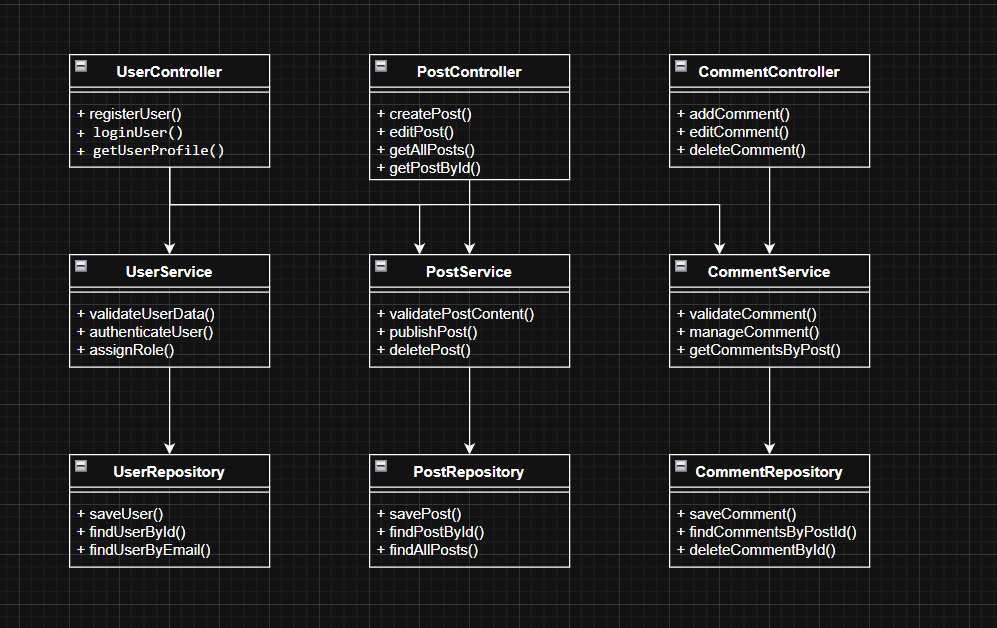 UserController
+ registerUser()
+ loginUser()
+ getUserProfile()
PostController
+ createPost()
+ editPost()
+ getAllPosts()
+ getPostById()
CommentController
+ addComment()
+ editComment()
+ deleteComment()
UserService
+ validateUserData()
+ authenticateUser()
+ assignRole()
PostService
+ validatePostContent()
+ publishPost()
+ deletePost()
CommentService
+ validateComment()
+ manageComment()
+ getCommentsByPost()
UserRepository
+ saveUser()
+ findUserById()
+ findUserByEmail()
PostRepository
+ savePost()
+ findPostById()
+ findAllPosts()
CommentRepository
+ saveComment()
+ findCommentsByPostId()
+ deleteCommentById()